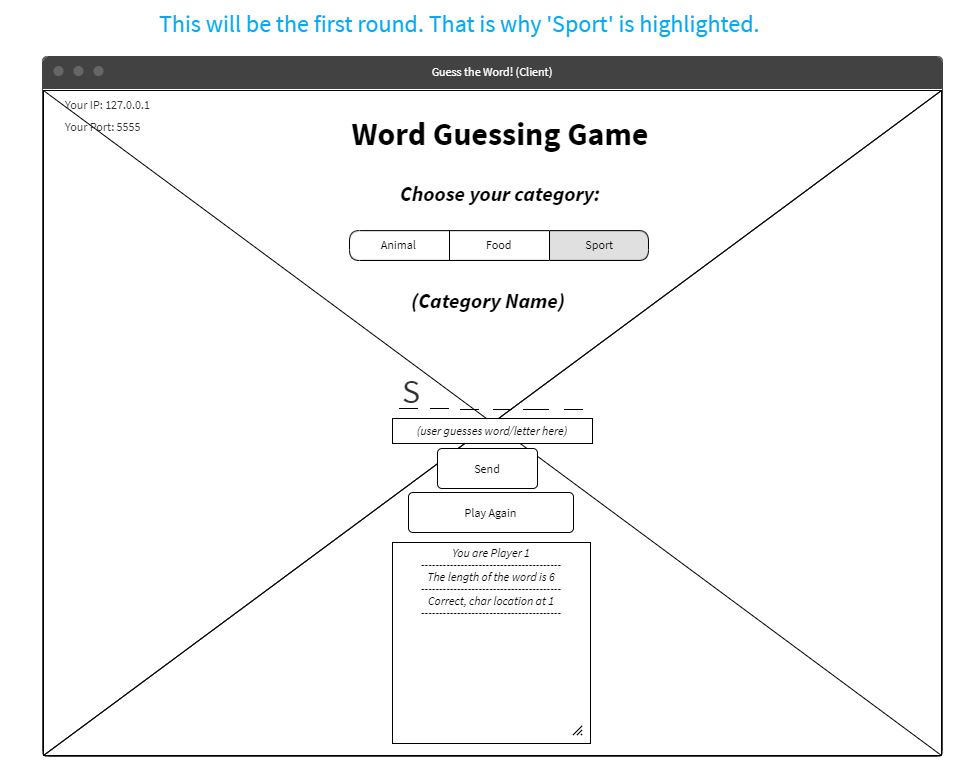 This will be the first round. That is why 'Sport' is highlighted.
Guess the Word! (Client)
Your IP: 127.0.0.1
Your Port: 5555
Word Guessing Game
Choose your category:
Animal Food Sport
(Category Name)
S _ _ _ _ _
(user guesses word/letter here)
Send
Play Again
You are Player 1
------------------------------------
The length of the word is 6
------------------------------------
Correct, char location at 1
------------------------------------